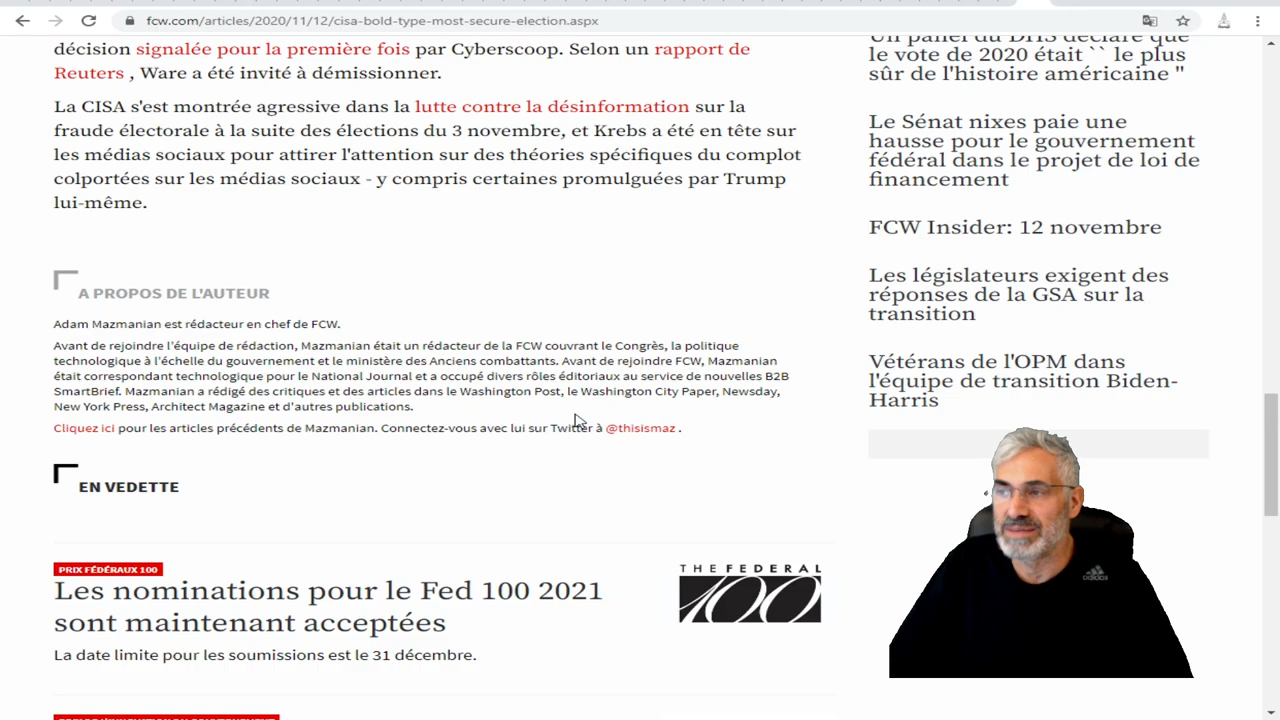 fcw.com/articles/2020/11/12/cisa-bold-type-most-secure-election.aspx
décision signalée pour la première fois par Cyberscoop. Selon un rapport de
Reuters , Ware a été invité à démissionner.
La CISA s'est montrée agressive dans la lutte contre la désinformation sur la
fraude électorale à la suite des élections du 3 novembre, et Krebs a été en tête sur
les médias sociaux pour attirer l'attention sur des théories spécifiques du complot
colportées sur les médias sociaux - y compris certaines promulguées par Trump
lui-même.
A PROPOS DE L'AUTEUR
Adam Mazmanian est rédacteur en chef de FCW.
Avant de rejoindre l'équipe de rédaction, Mazmanian était un rédacteur de la FCW couvrant le Congrès, la politique
technologique à l'échelle du gouvernement et le ministère des Anciens combattants. Avant de rejoindre FCW, Mazmanian
était correspondant technologique pour le National Journal et a occupé divers rôles éditoriaux au service de nouvelles B2B
SmartBrief. Mazmanian a rédigé des critiques et des articles dans le Washington Post, le Washington City Paper, Newsday,
New York Press, Architect Magazine et d'autres publications.
Cliquez ici pour les articles précédents de Mazmanian. Connectez-vous avec lui sur Twitter à @thisismaz .
EN VEDETTE
PRIX FÉDÉRAUX 100
Les nominations pour le Fed 100 2021
sont maintenant acceptées
La date limite pour les soumissions est le 31 décembre.
THE FEDERAL
100
Un panel du DHS déclare que
le vote de 2020 était `` le plus
sûr de l'histoire américaine ''
Le Sénat nixes paie une
hausse pour le gouvernement
fédéral dans le projet de loi de
financement
FCW Insider: 12 novembre
Les législateurs exigent des
réponses de la GSA sur la
transition
Vétérans de l'OPM dans
l'équipe de transition Biden-
Harris
adidas